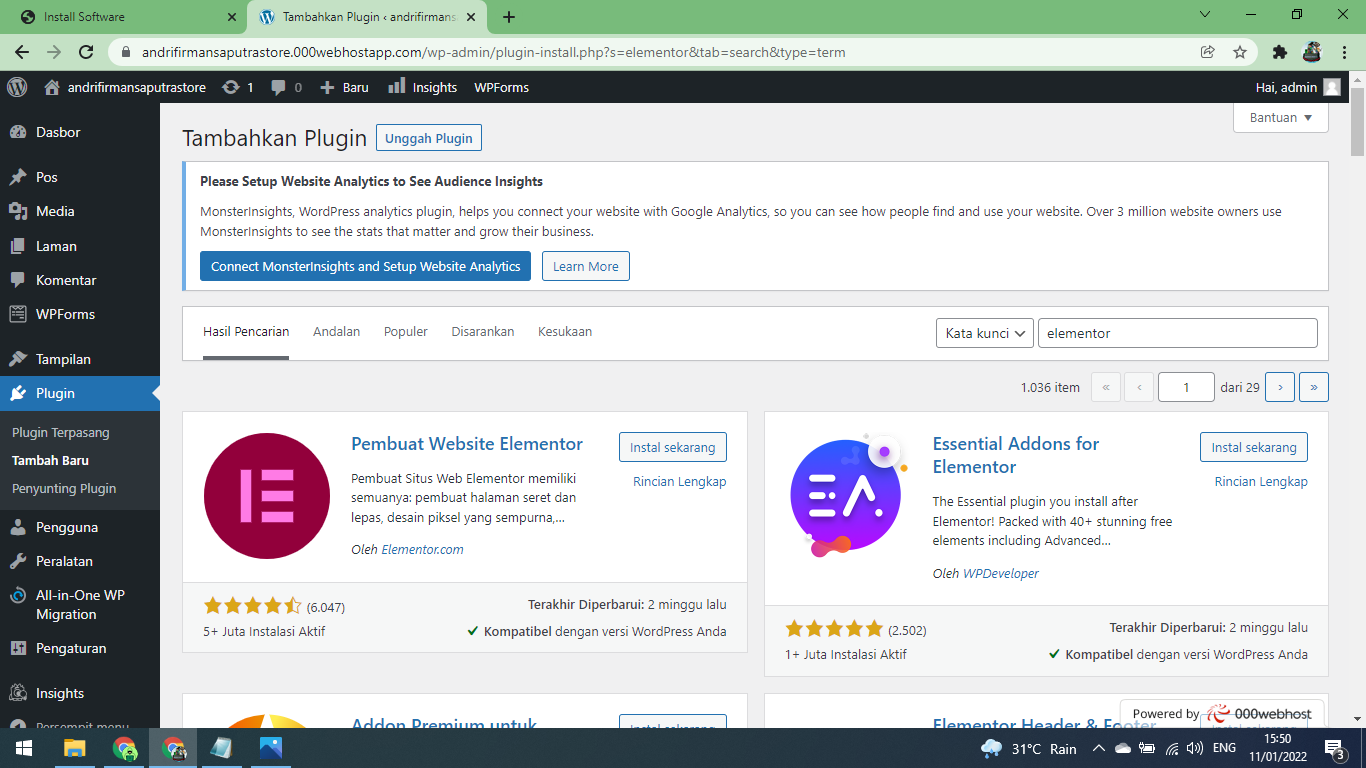 Install Software
Tambahkan Plugin ‹ andrifirmans
andrifirmansaputrastore.000webhostapp.com/wp-admin/plugin-install.php?s=elementor&tab=search&type=term
andrifirmansaputrastore
1
0
Baru
Insights
WPForms
Hai, admin
Dasbor
Pos
Media
Laman
Komentar
WPForms
Tampilan
Plugin
Plugin Terpasang
Tambah Baru
Penyunting Plugin
Pengguna
Peralatan
All-in-One WP
Migration
Pengaturan
Insights
Persempit menu
Bantuan
Tambahkan Plugin
Unggah Plugin
Please Setup Website Analytics to See Audience Insights
MonsterInsights, WordPress analytics plugin, helps you connect your website with Google Analytics, so you can see how people find and use your website. Over 3 million website owners use
MonsterInsights to see the stats that matter and grow their business.
Connect MonsterInsights and Setup Website Analytics
Learn More
Hasil Pencarian
Andalan
Populer
Disarankan
Kesukaan
Kata kunci
elementor
1.036 item
«
‹
1
dari 29
›
»
Pembuat Website Elementor
Instal sekarang
Rincian Lengkap
Pembuat Situs Web Elementor memiliki
semuanya: pembuat halaman seret dan
lepas, desain piksel yang sempurna,...
Oleh Elementor.com
(6.047)
5+ Juta Instalasi Aktif
Terakhir Diperbarui: 2 minggu lalu
Kompatibel dengan versi WordPress Anda
EA
Essential Addons for
Elementor
Instal sekarang
Rincian Lengkap
The Essential plugin you install after
Elementor! Packed with 40+ stunning free
elements including Advanced...
Oleh WPDeveloper
(2.502)
1+ Juta Instalasi Aktif
Terakhir Diperbarui: 2 minggu lalu
Kompatibel dengan versi WordPress Anda
Addon Premium untuk
Instal sekarang
Elementor Header & Footer
Instal sekarang
Powered by 000webhost
31°C Rain
ENG
15:50
11/01/2022
3